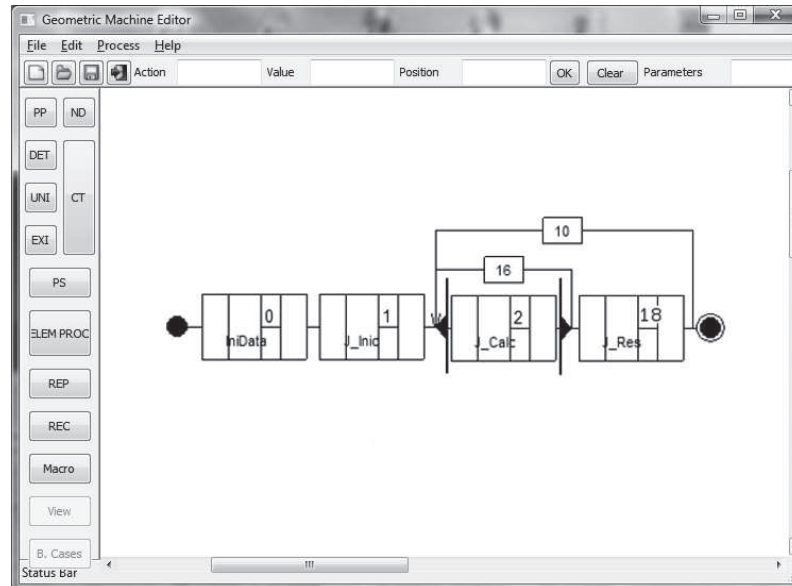 Geometric Machine Editor
File Edit Process Help
Action Value Position OK Clear Parameters
PP ND
DET
UNI CT
EXI
PS
ELEM PROC
REP
REC
Macro
View
B. Cases
Status Bar
10
16
0 1 2 18
IniData J_Inic J_Calc J_Res